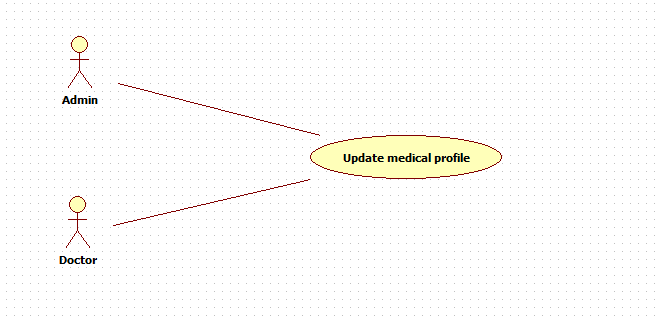 Admin
Update medical profile
Doctor